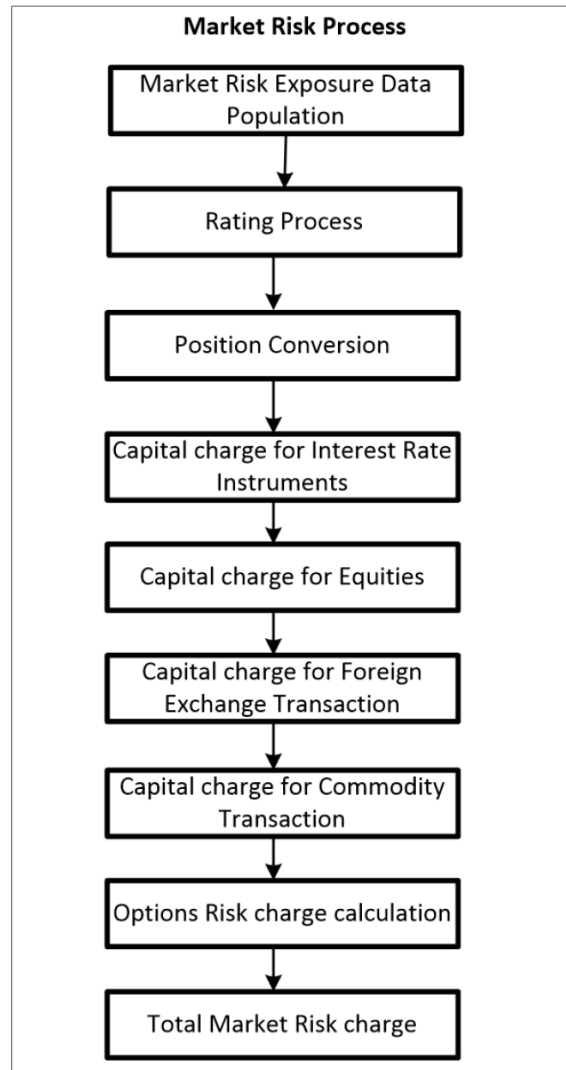 Market Risk Process
Market Risk Exposure Data
Population
Rating Process
Position Conversion
Capital charge for Interest Rate
Instruments
Capital charge for Equities
Capital charge for Foreign
Exchange Transaction
Capital charge for Commodity
Transaction
Options Risk charge calculation
Total Market Risk charge